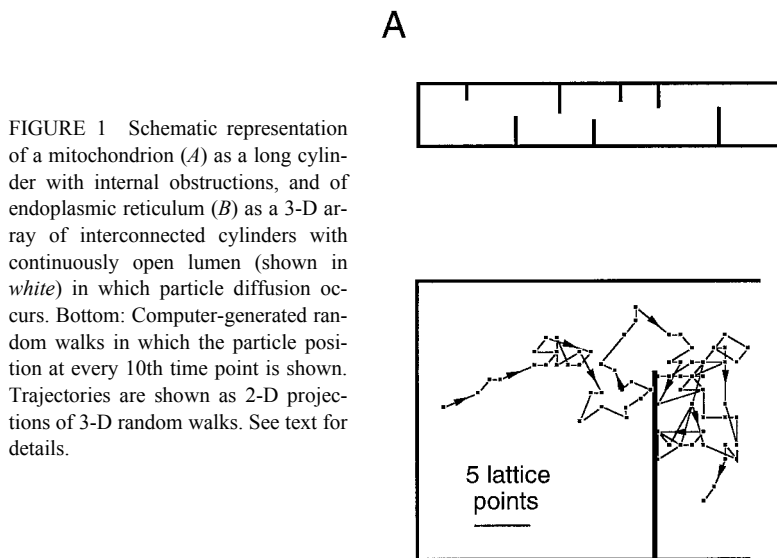 A
FIGURE 1 Schematic representation
of a mitochondrion (A) as a long cylin-
der with internal obstructions, and of
endoplasmic reticulum (B) as a 3-D ar-
ray of interconnected cylinders with
continuously open lumen (shown in
white) in which particle diffusion oc-
curs. Bottom: Computer-generated ran-
dom walks in which the particle posi-
tion at every 10th time point is shown.
Trajectories are shown as 2-D projec-
tions of 3-D random walks. See text for
details.
5 lattice
points